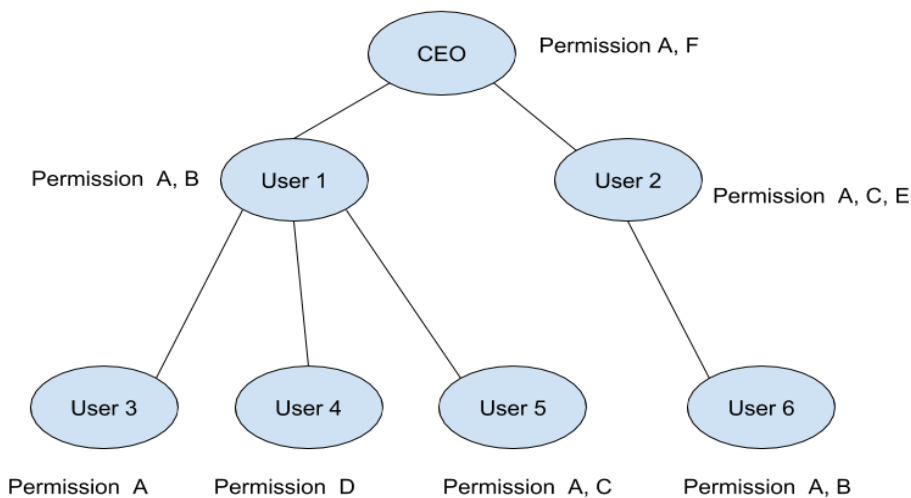 CEO
Permission A, F
Permission A, B
User 1
User 2
Permission A, C, E
User 3
User 4
User 5
User 6
Permission A
Permission D
Permission A, C
Permission A, B